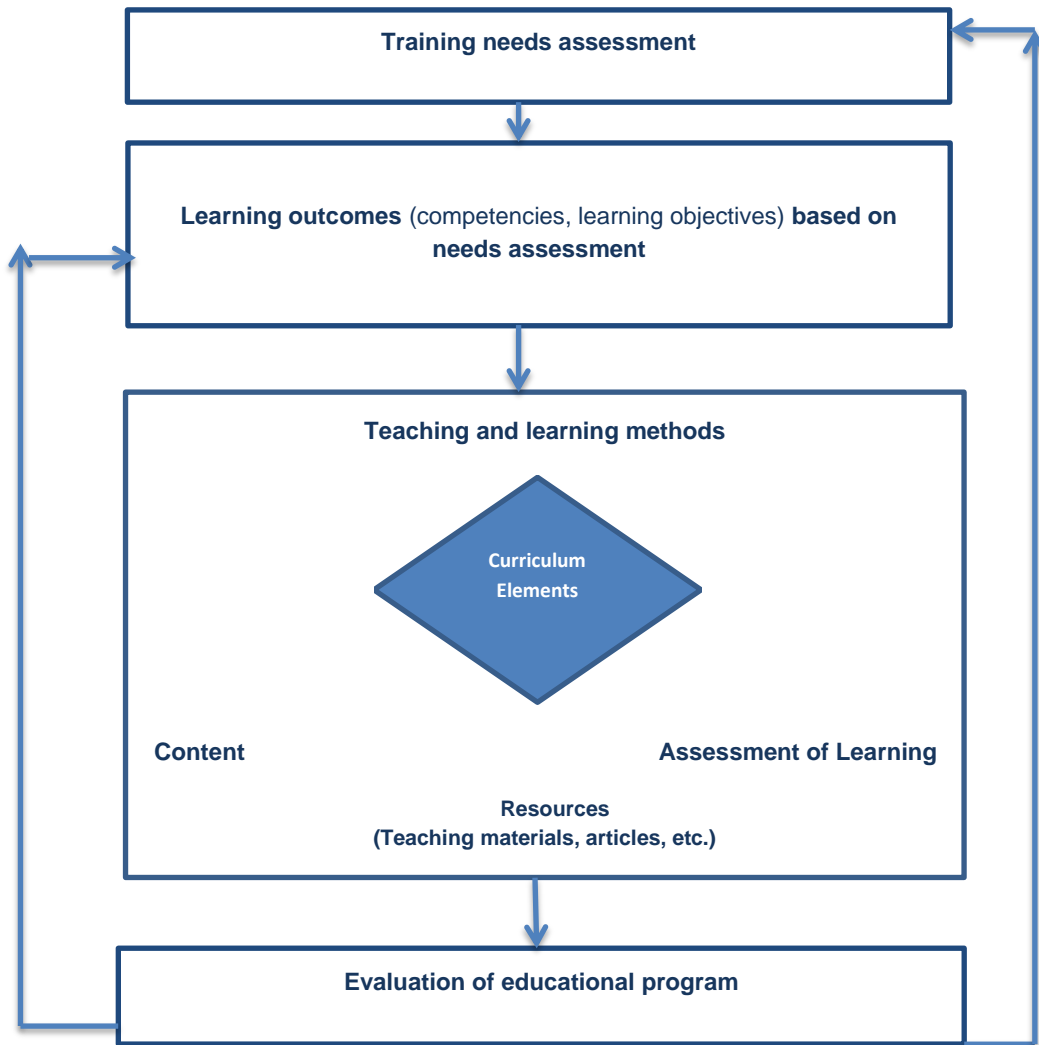 Training needs assessment
Learning outcomes (competencies, learning objectives) based on
needs assessment
Teaching and learning methods
Curriculum
Elements
Content
Assessment of Learning
Resources
(Teaching materials, articles, etc.)
Evaluation of educational program